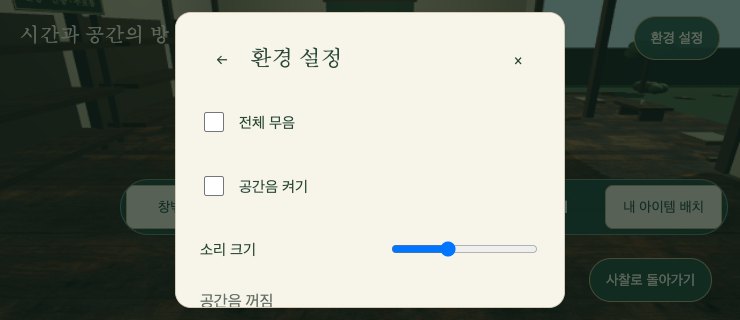 시간과 공간의 방
환경 설정
← 환경 설정 ×
전체 무음
공간음 켜기
내 아이템 배치
소리 크기
사찰로 돌아가기
공간음 꺼짐